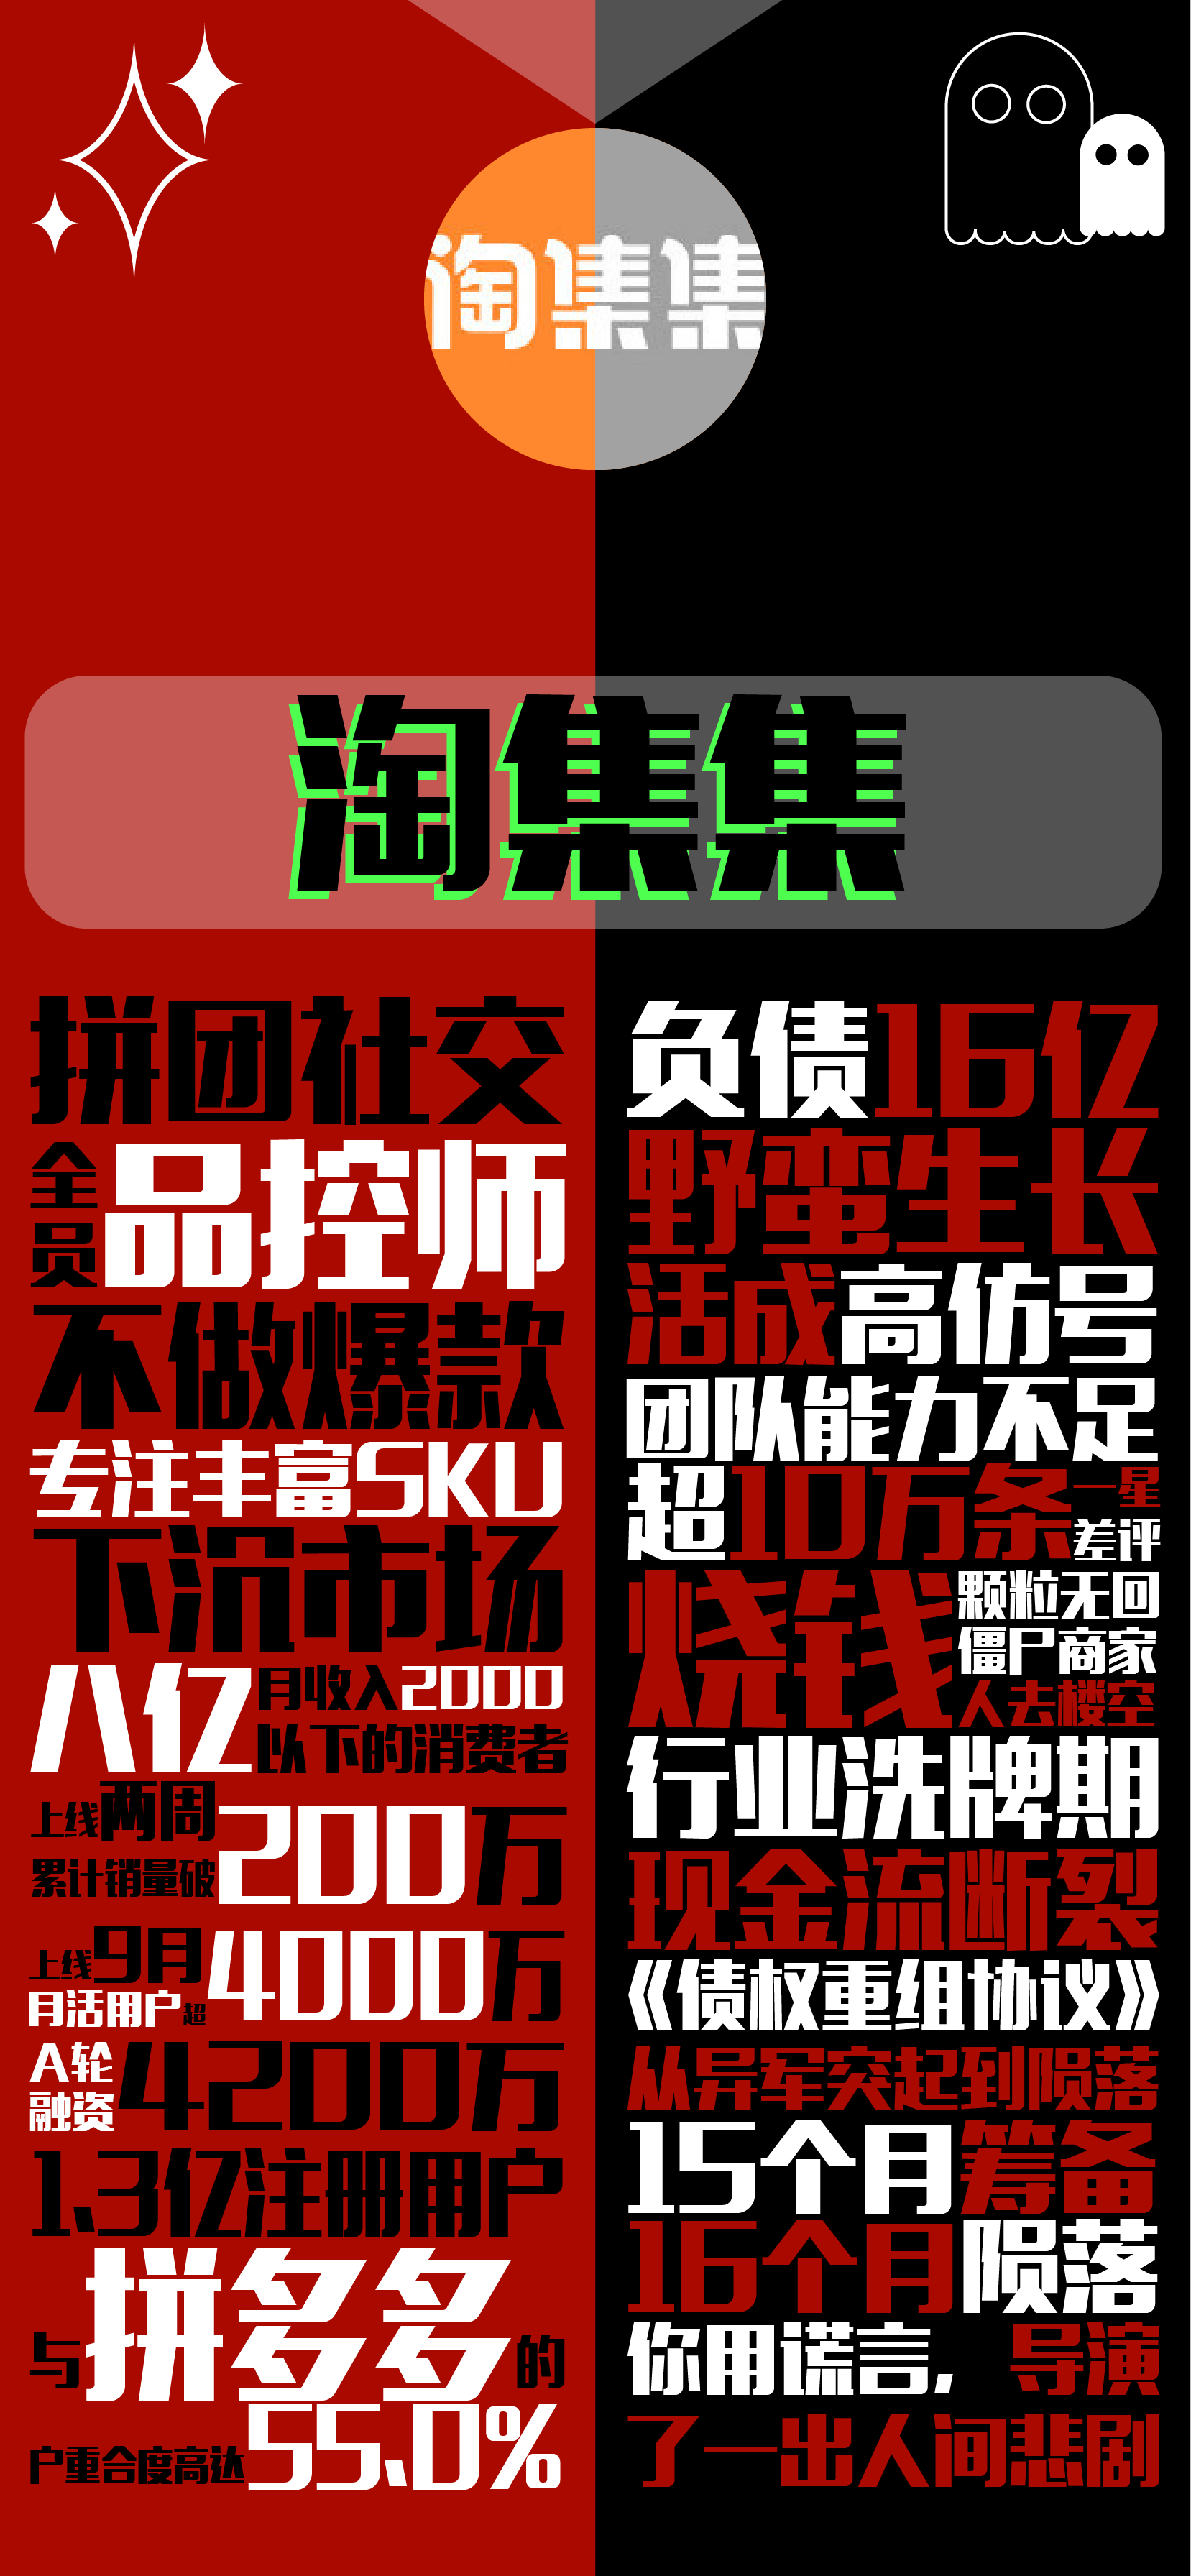 淘集集
淘集集
拼团社交
全员品控师
不做爆款
专注丰富SKU
下沉市场
八亿月收入2000
以下的消费者
上线两周
累计销量破200万
上线9月
月活用户超4000万
A轮
融资4200万
1.3亿注册用户
与拼多多的
户重合度高达55.0%
负债16亿
野蛮生长
活成高仿号
团队能力不足
超10万条一星
差评
烧钱颗粒无回
僵尸商家
人去楼空
行业洗牌期
现金流断裂
《债权重组协议》
从异军突起到陨落
15个月筹备
16个月陨落
你用谎言，导演
了一出人间悲剧